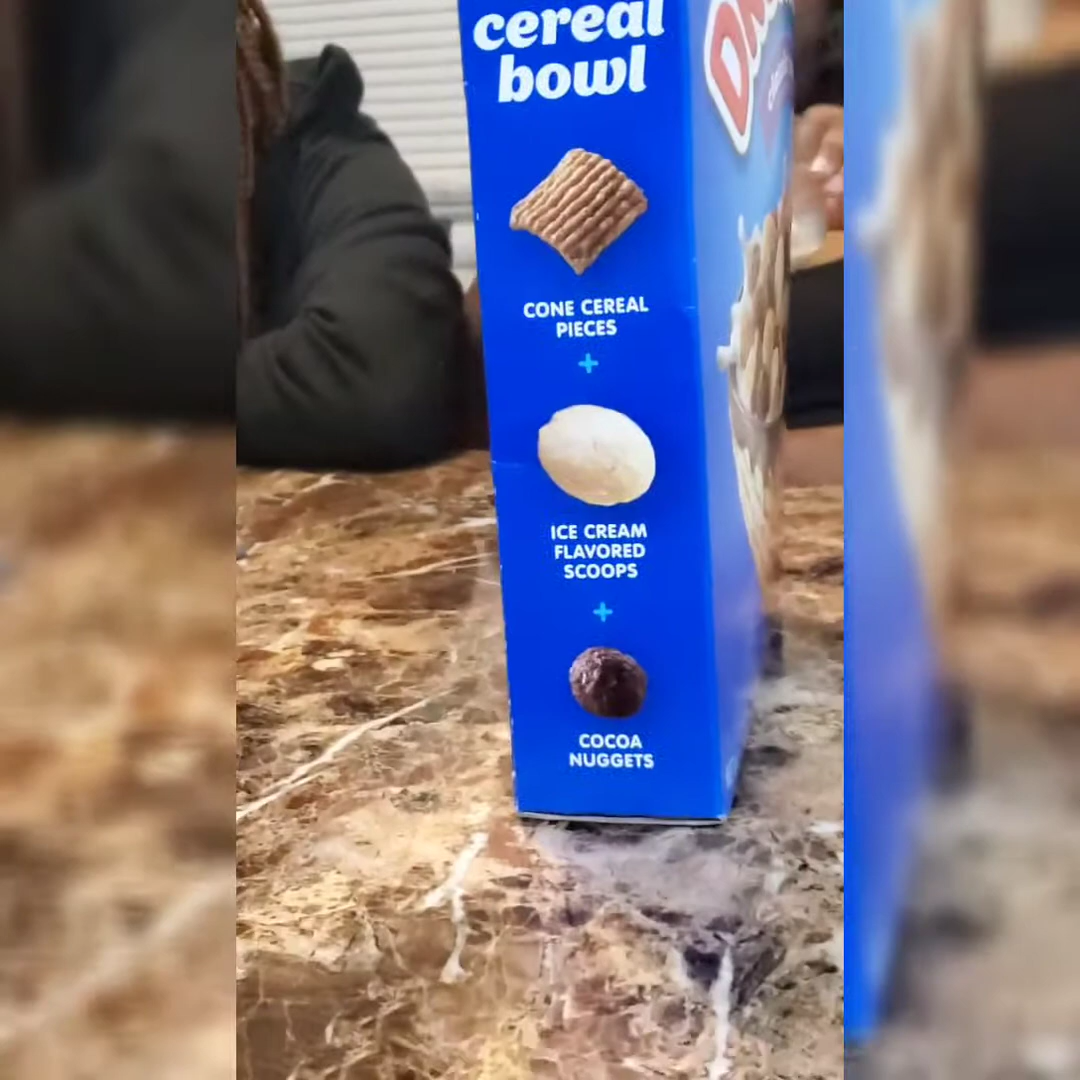 cereal
bowl
CONE CEREAL
PIECES
+
ICE CREAM
FLAVORED
SCOOPS
+
COCOA
NUGGETS